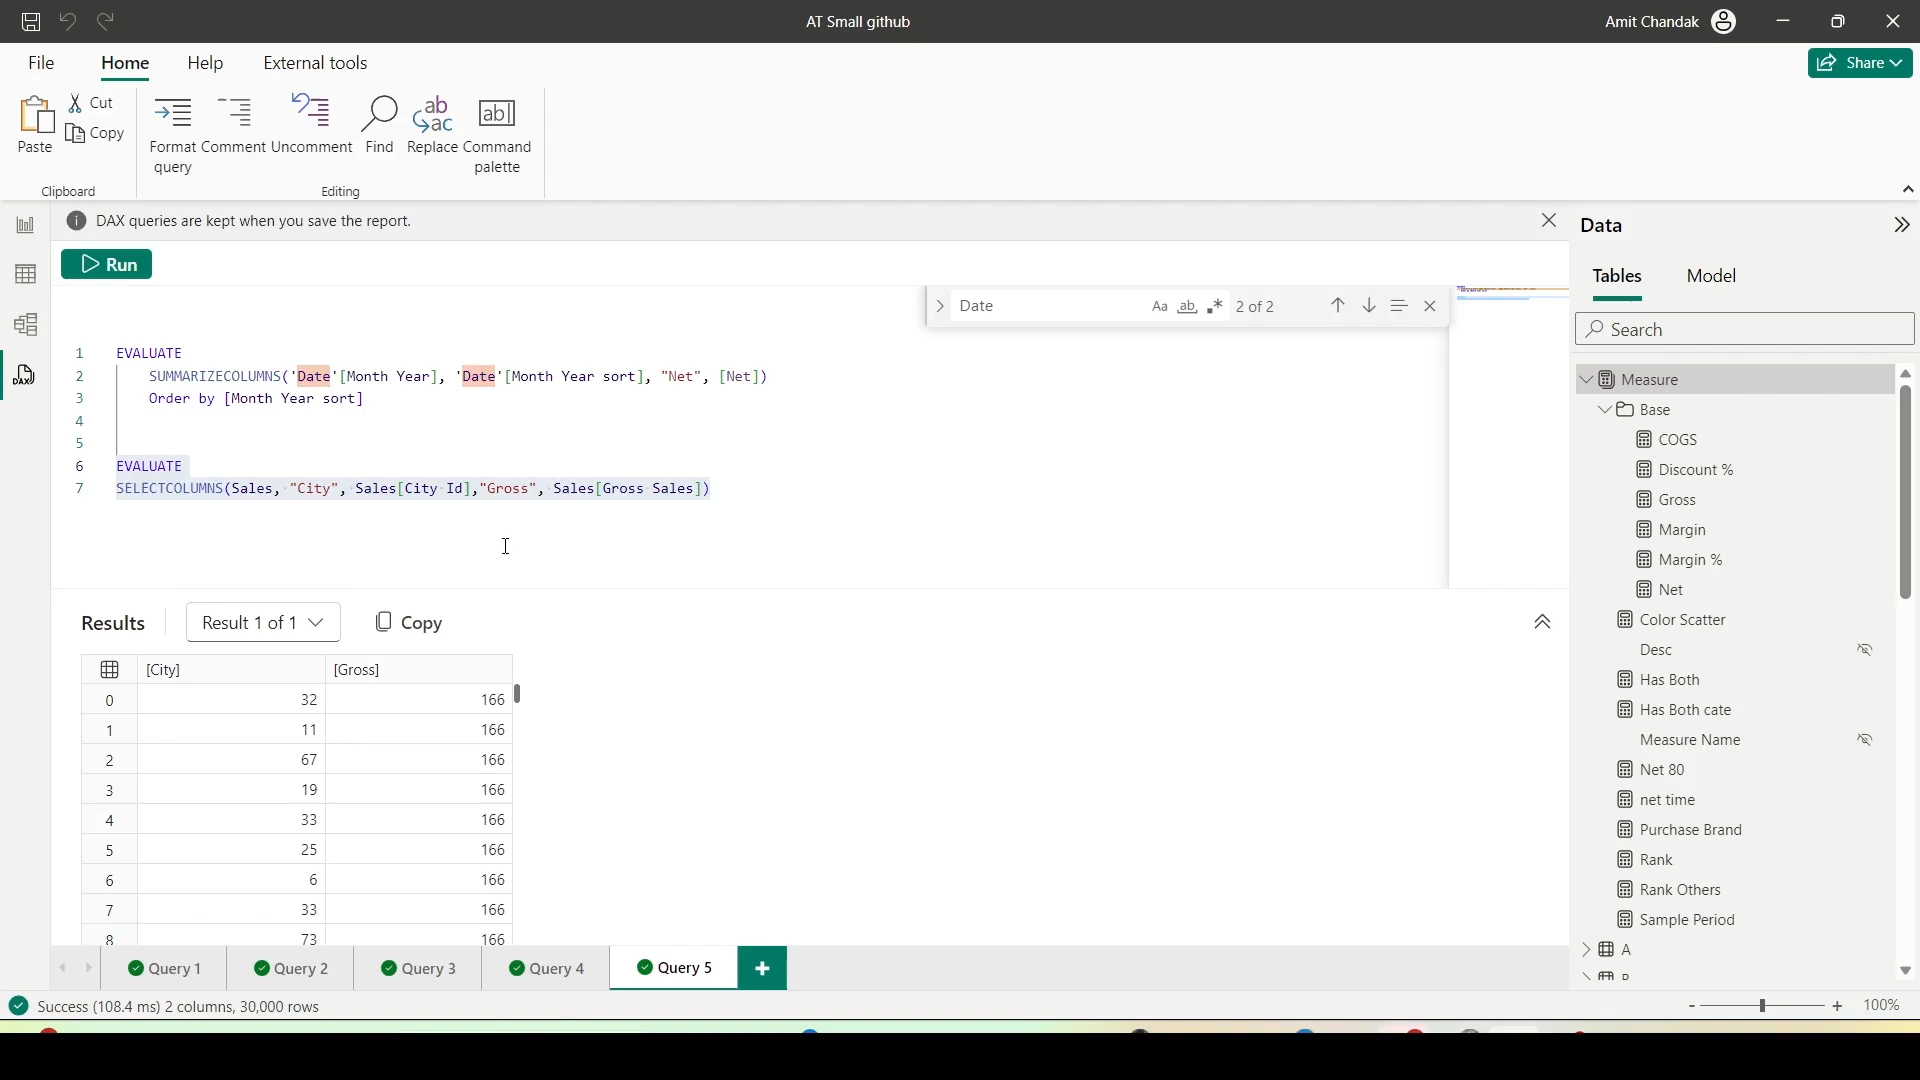 AT Small github
Amit Chandak
File
Home
Help
External tools
Share
Paste
Cut
Copy
Clipboard
Format query
Comment
Uncomment
Find
Replace
Command palette
Editing
DAX queries are kept when you save the report.
Run
Date
Aa
ab
2 of 2
1 EVALUATE
2 SUMMARIZECOLUMNS('Date'[Month Year], 'Date'[Month Year sort], "Net", [Net])
3 Order by [Month Year sort]
4
5
6 EVALUATE
7 SELECTCOLUMNS(Sales, "City", Sales[City Id],"Gross", Sales[Gross Sales])
Results
Result 1 of 1
Copy
[City] [Gross]
0 32 166
1 11 166
2 67 166
3 19 166
4 33 166
5 25 166
6 6 166
7 33 166
8 73 166
Query 1
Query 2
Query 3
Query 4
Query 5
Success (108.4 ms) 2 columns, 30,000 rows
100%
Data
Tables
Model
Search
Measure
Base
COGS
Discount %
Gross
Margin
Margin %
Net
Color Scatter
Desc
Has Both
Has Both cate
Measure Name
Net 80
net time
Purchase Brand
Rank
Rank Others
Sample Period
A